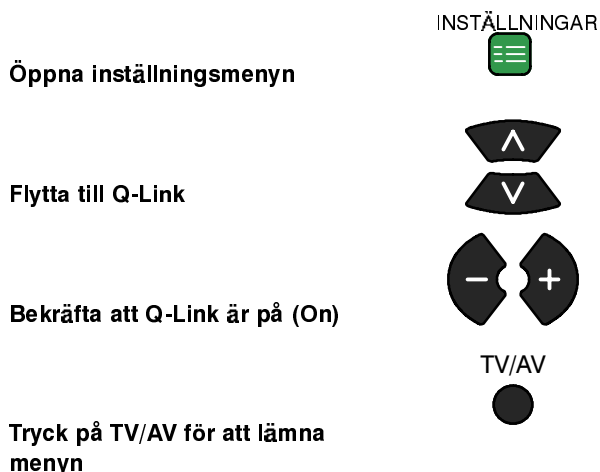 INSTÄLLNINGAR
Öppna inställningsmenyn
Flytta till Q-Link
Bekräfta att Q-Link är på (On)
TV/AV
Tryck på TV/AV för att lämna
menyn